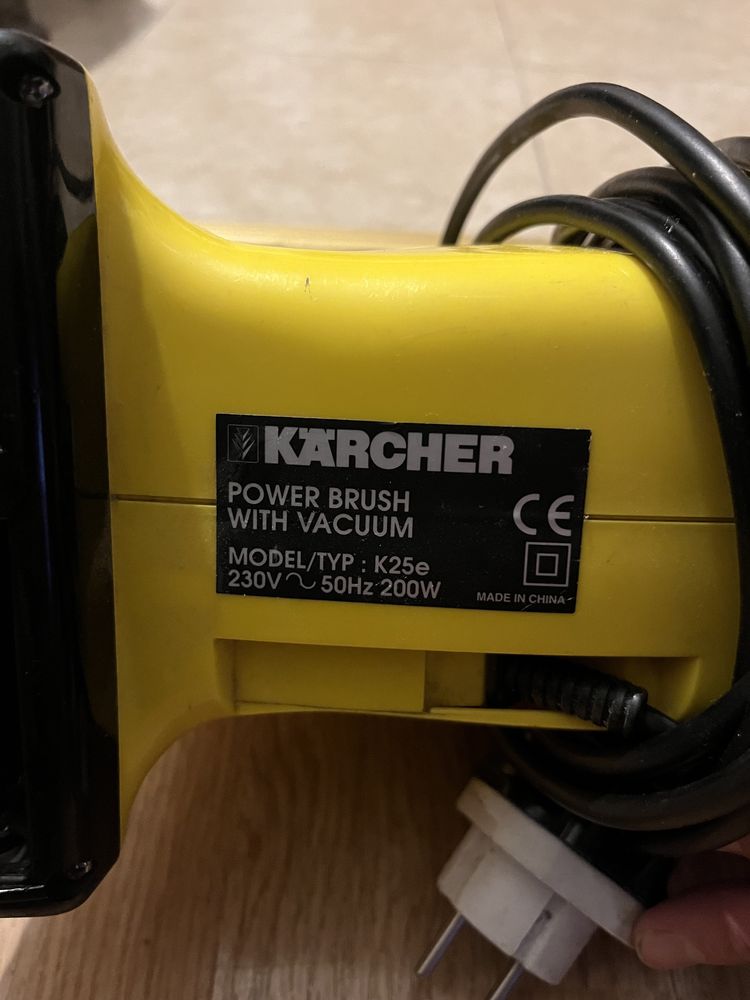 KÄRCHER
POWER BRUSH
WITH VACUUM
CE
MODEL/TYP : K25e
230V ~ 50Hz 200W
MADE IN CHINA